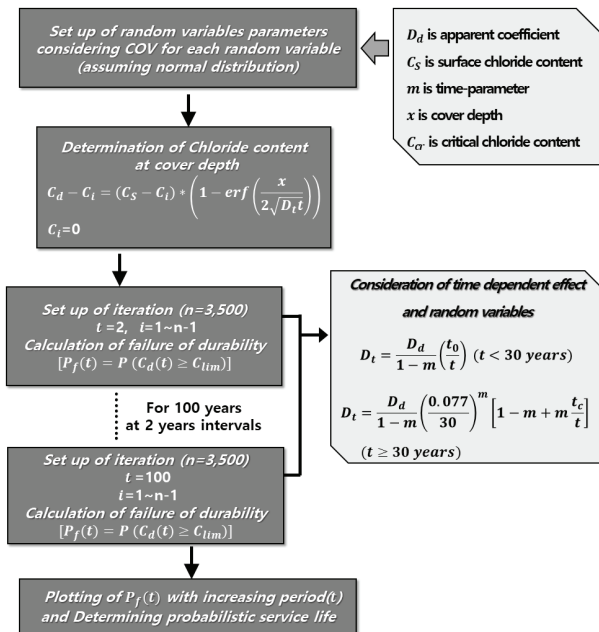 Set up of random variables parameters
considering COV for each random variable
(assuming normal distribution)
D_d is apparent coefficient
C_S is surface chloride content
m is time-parameter
x is cover depth
C_cr is critical chloride content
Determination of Chloride content
at cover depth
C_d − C_i = (C_S − C_i) * (1 − erf (x / 2√D_t t))
C_i=0
Set up of iteration (n=3,500)
t =2, i=1~n-1
Calculation of failure of durability
[P_f(t) = P (C_d(t) ≥ C_lim)]
For 100 years
at 2 years intervals
Set up of iteration (n=3,500)
t =100
i=1~n-1
Calculation of failure of durability
[P_f(t) = P (C_d(t) ≥ C_lim)]
Consideration of time dependent effect
and random variables
D_t = D_d / 1 − m (t_0 / t) (t < 30 years)
D_t = D_d / 1 − m (0.077 / 30)^m [1 − m + m t_c / t]
(t ≥ 30 years)
Plotting of P_f(t) with increasing period(t)
and Determining probabilistic service life